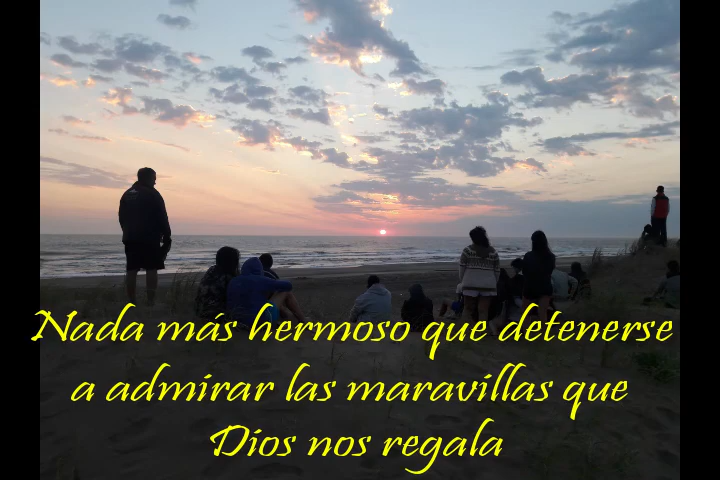 Nada más hermoso que detenerse
a admirar las maravillas que
Dios nos regala